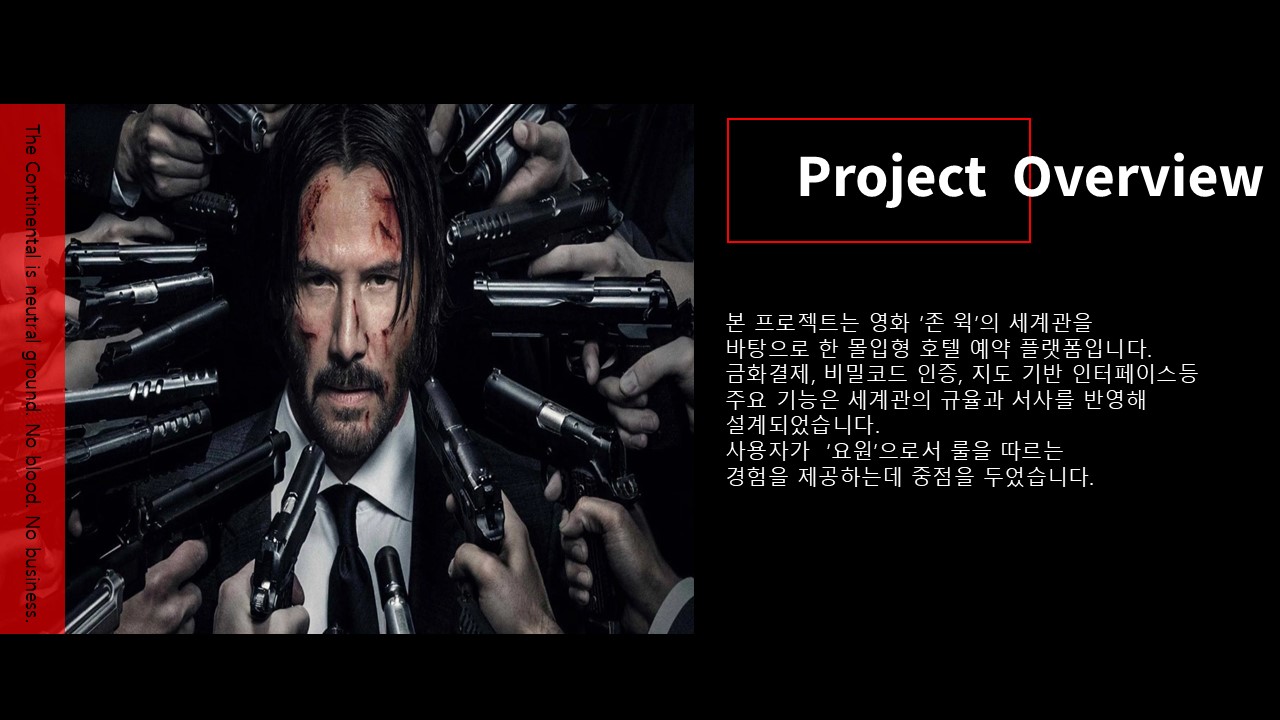 The Continental is neutral ground. No blood. No business.
Project Overview
본 프로젝트는 영화 ‘존 윅’의 세계관을
바탕으로 한 몰입형 호텔 예약 플랫폼입니다.
금화결제, 비밀코드 인증, 지도 기반 인터페이스등
주요 기능은 세계관의 규율과 서사를 반영해
설계되었습니다.
사용자가 ‘요원’으로서 룰을 따르는
경험을 제공하는데 중점을 두었습니다.